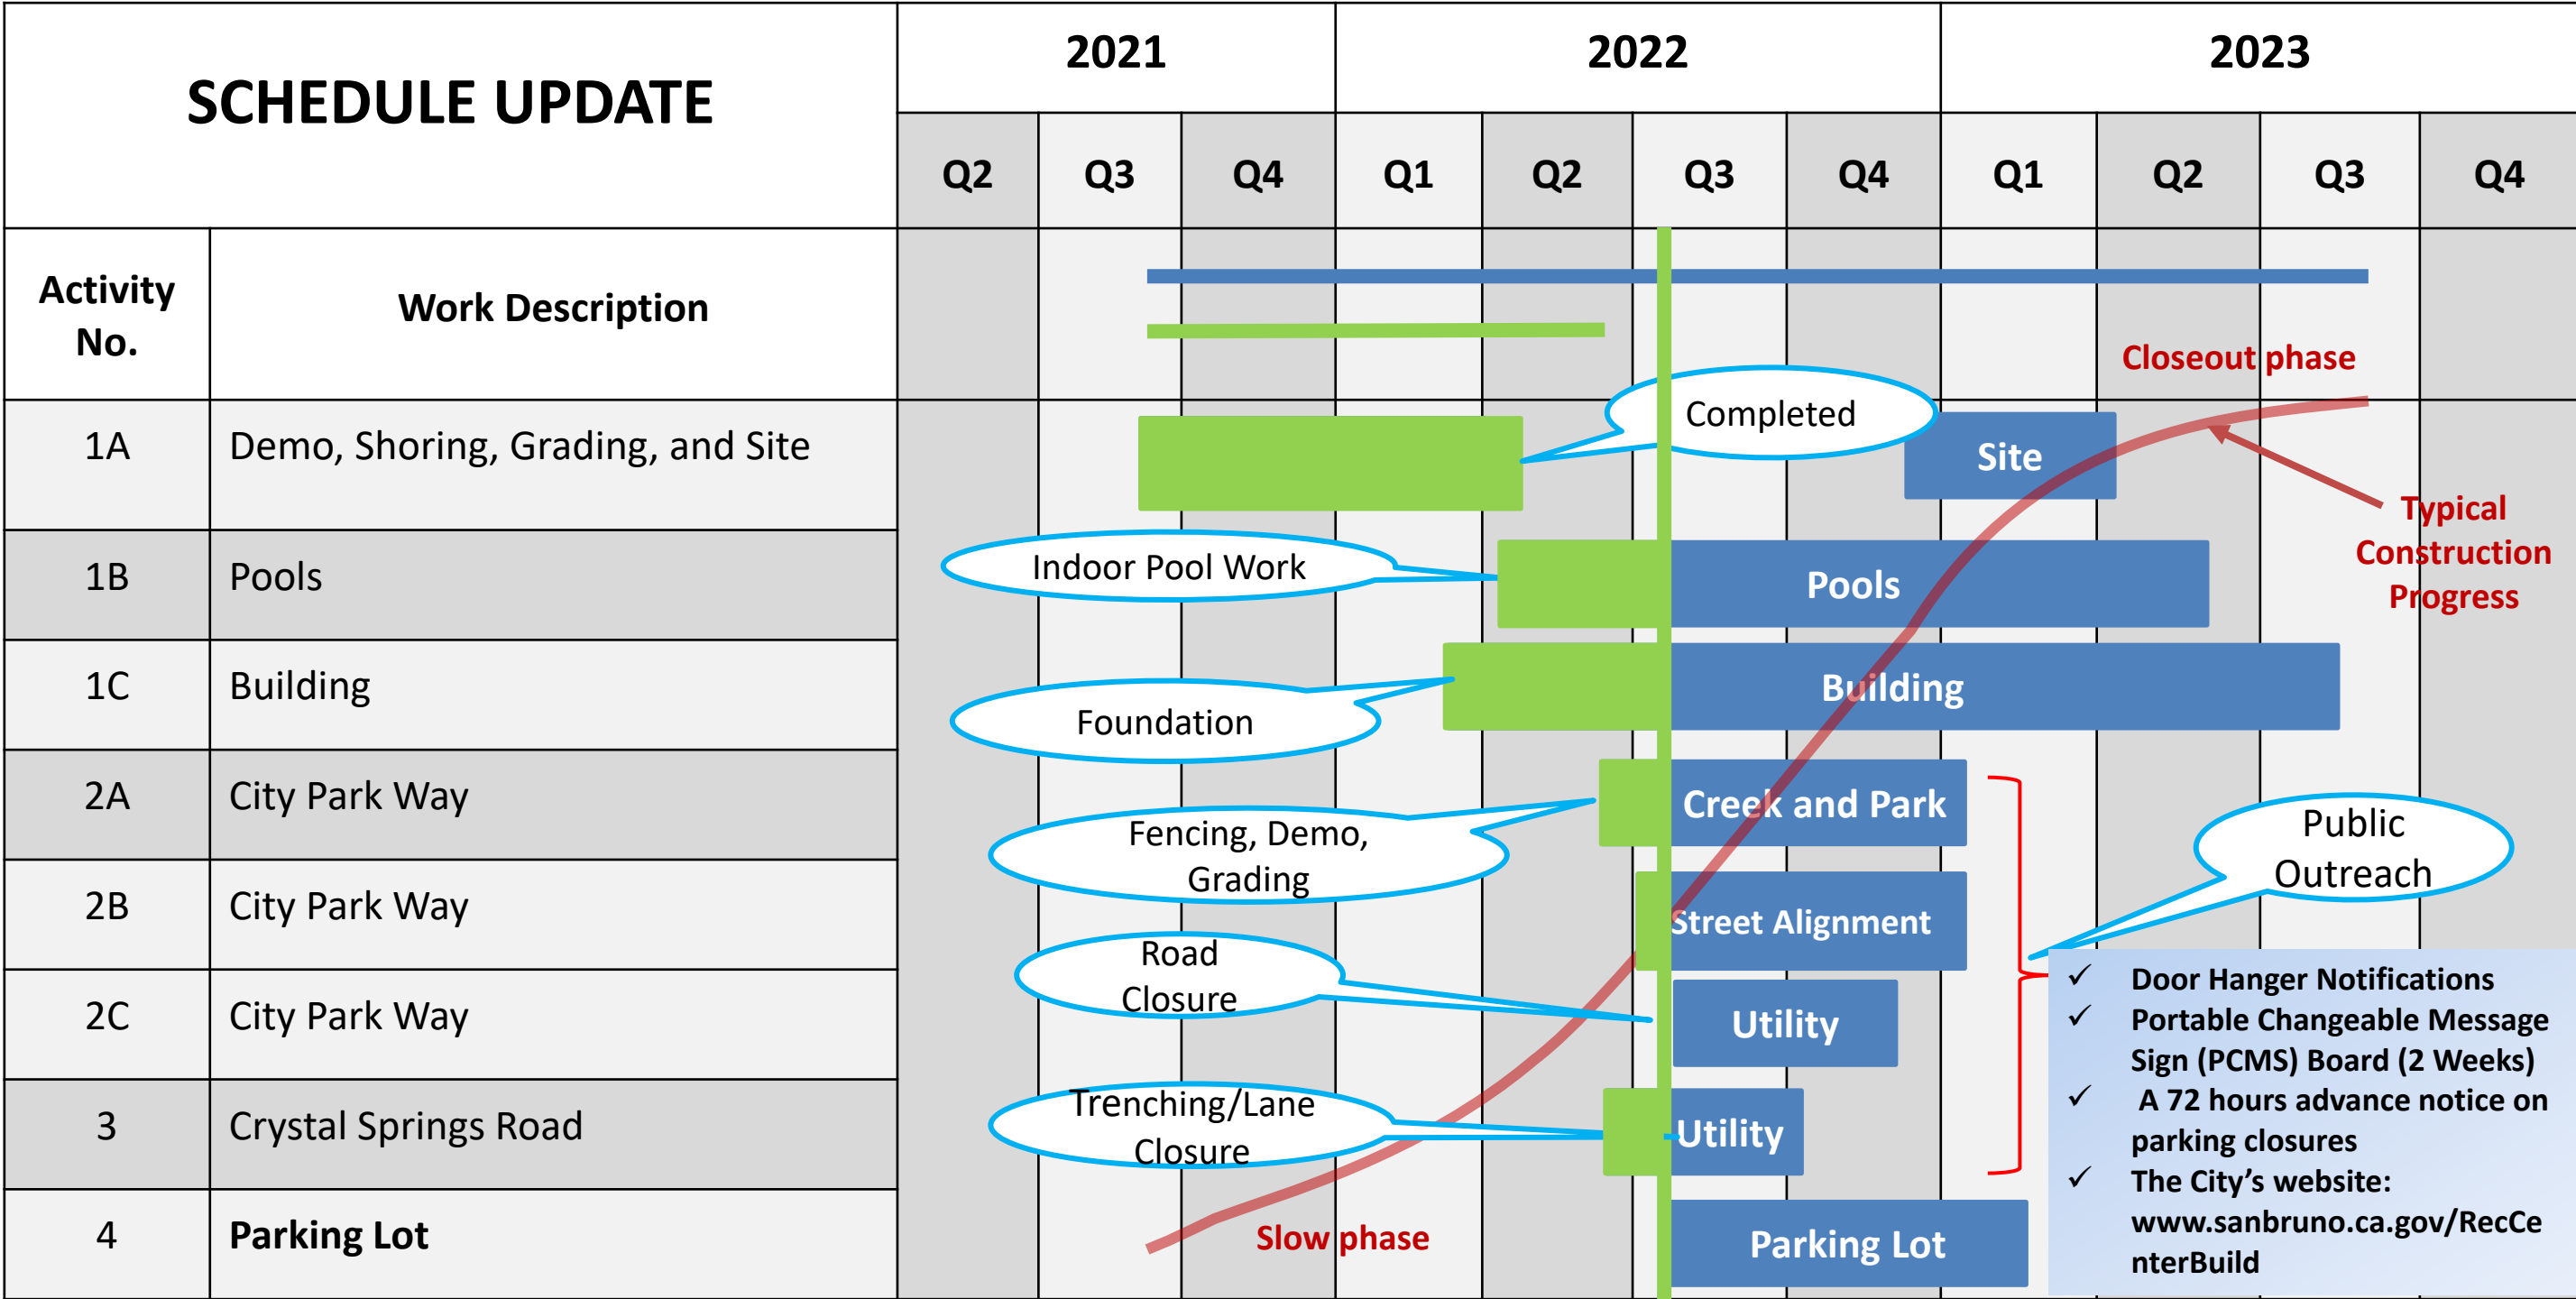 SCHEDULE UPDATE
2021
2022
2023
Q2
Q3
Q4
Q1
Q2
Q3
Q4
Q1
Q2
Q3
Q4
Activity
No.
Work Description
Closeout phase
1A
Demo, Shoring, Grading, and Site
Completed
Site
Typical
Construction
Progress
1B
Pools
Indoor Pool Work
Pools
1C
Building
Foundation
Building
2A
City Park Way
Fencing, Demo,
Grading
Creek and Park
Public
Outreach
2B
City Park Way
Street Alignment
Road
Closure
2C
City Park Way
Utility
3
Crystal Springs Road
Trenching/Lane
Closure
Utility
4
Parking Lot
Slow phase
Parking Lot
✓ Door Hanger Notifications
✓ Portable Changeable Message
Sign (PCMS) Board (2 Weeks)
✓ A 72 hours advance notice on
parking closures
✓ The City’s website:
www.sanbruno.ca.gov/RecCe
nterBuild